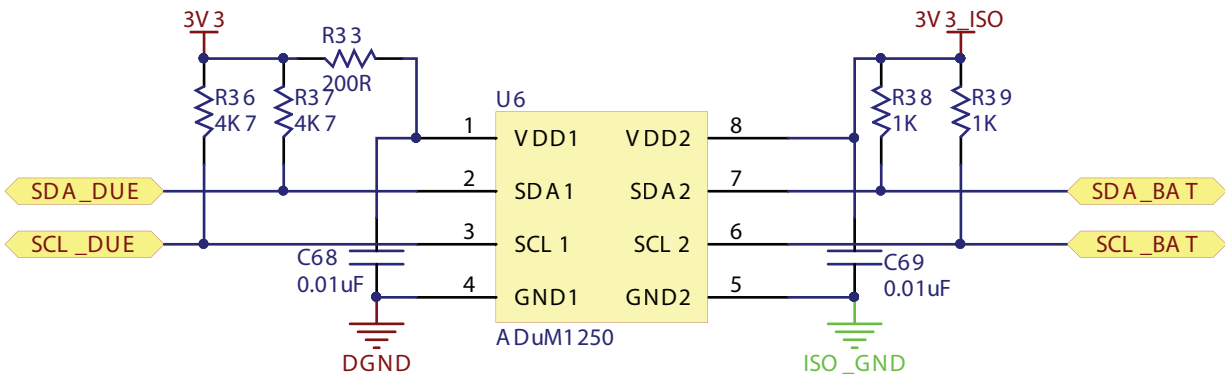 3V3
3V3_ISO
R33
200R
R36
4K7
R37
4K7
R38
1K
R39
1K
U6
1 VDD1 VDD2 8
SDA_DUE 2 SDA1 SDA2 7 SDA_BAT
SCL_DUE 3 SCL1 SCL2 6 SCL_BAT
C68
0.01uF
C69
0.01uF
4 GND1 GND2 5
ADuM1250
DGND
ISO_GND